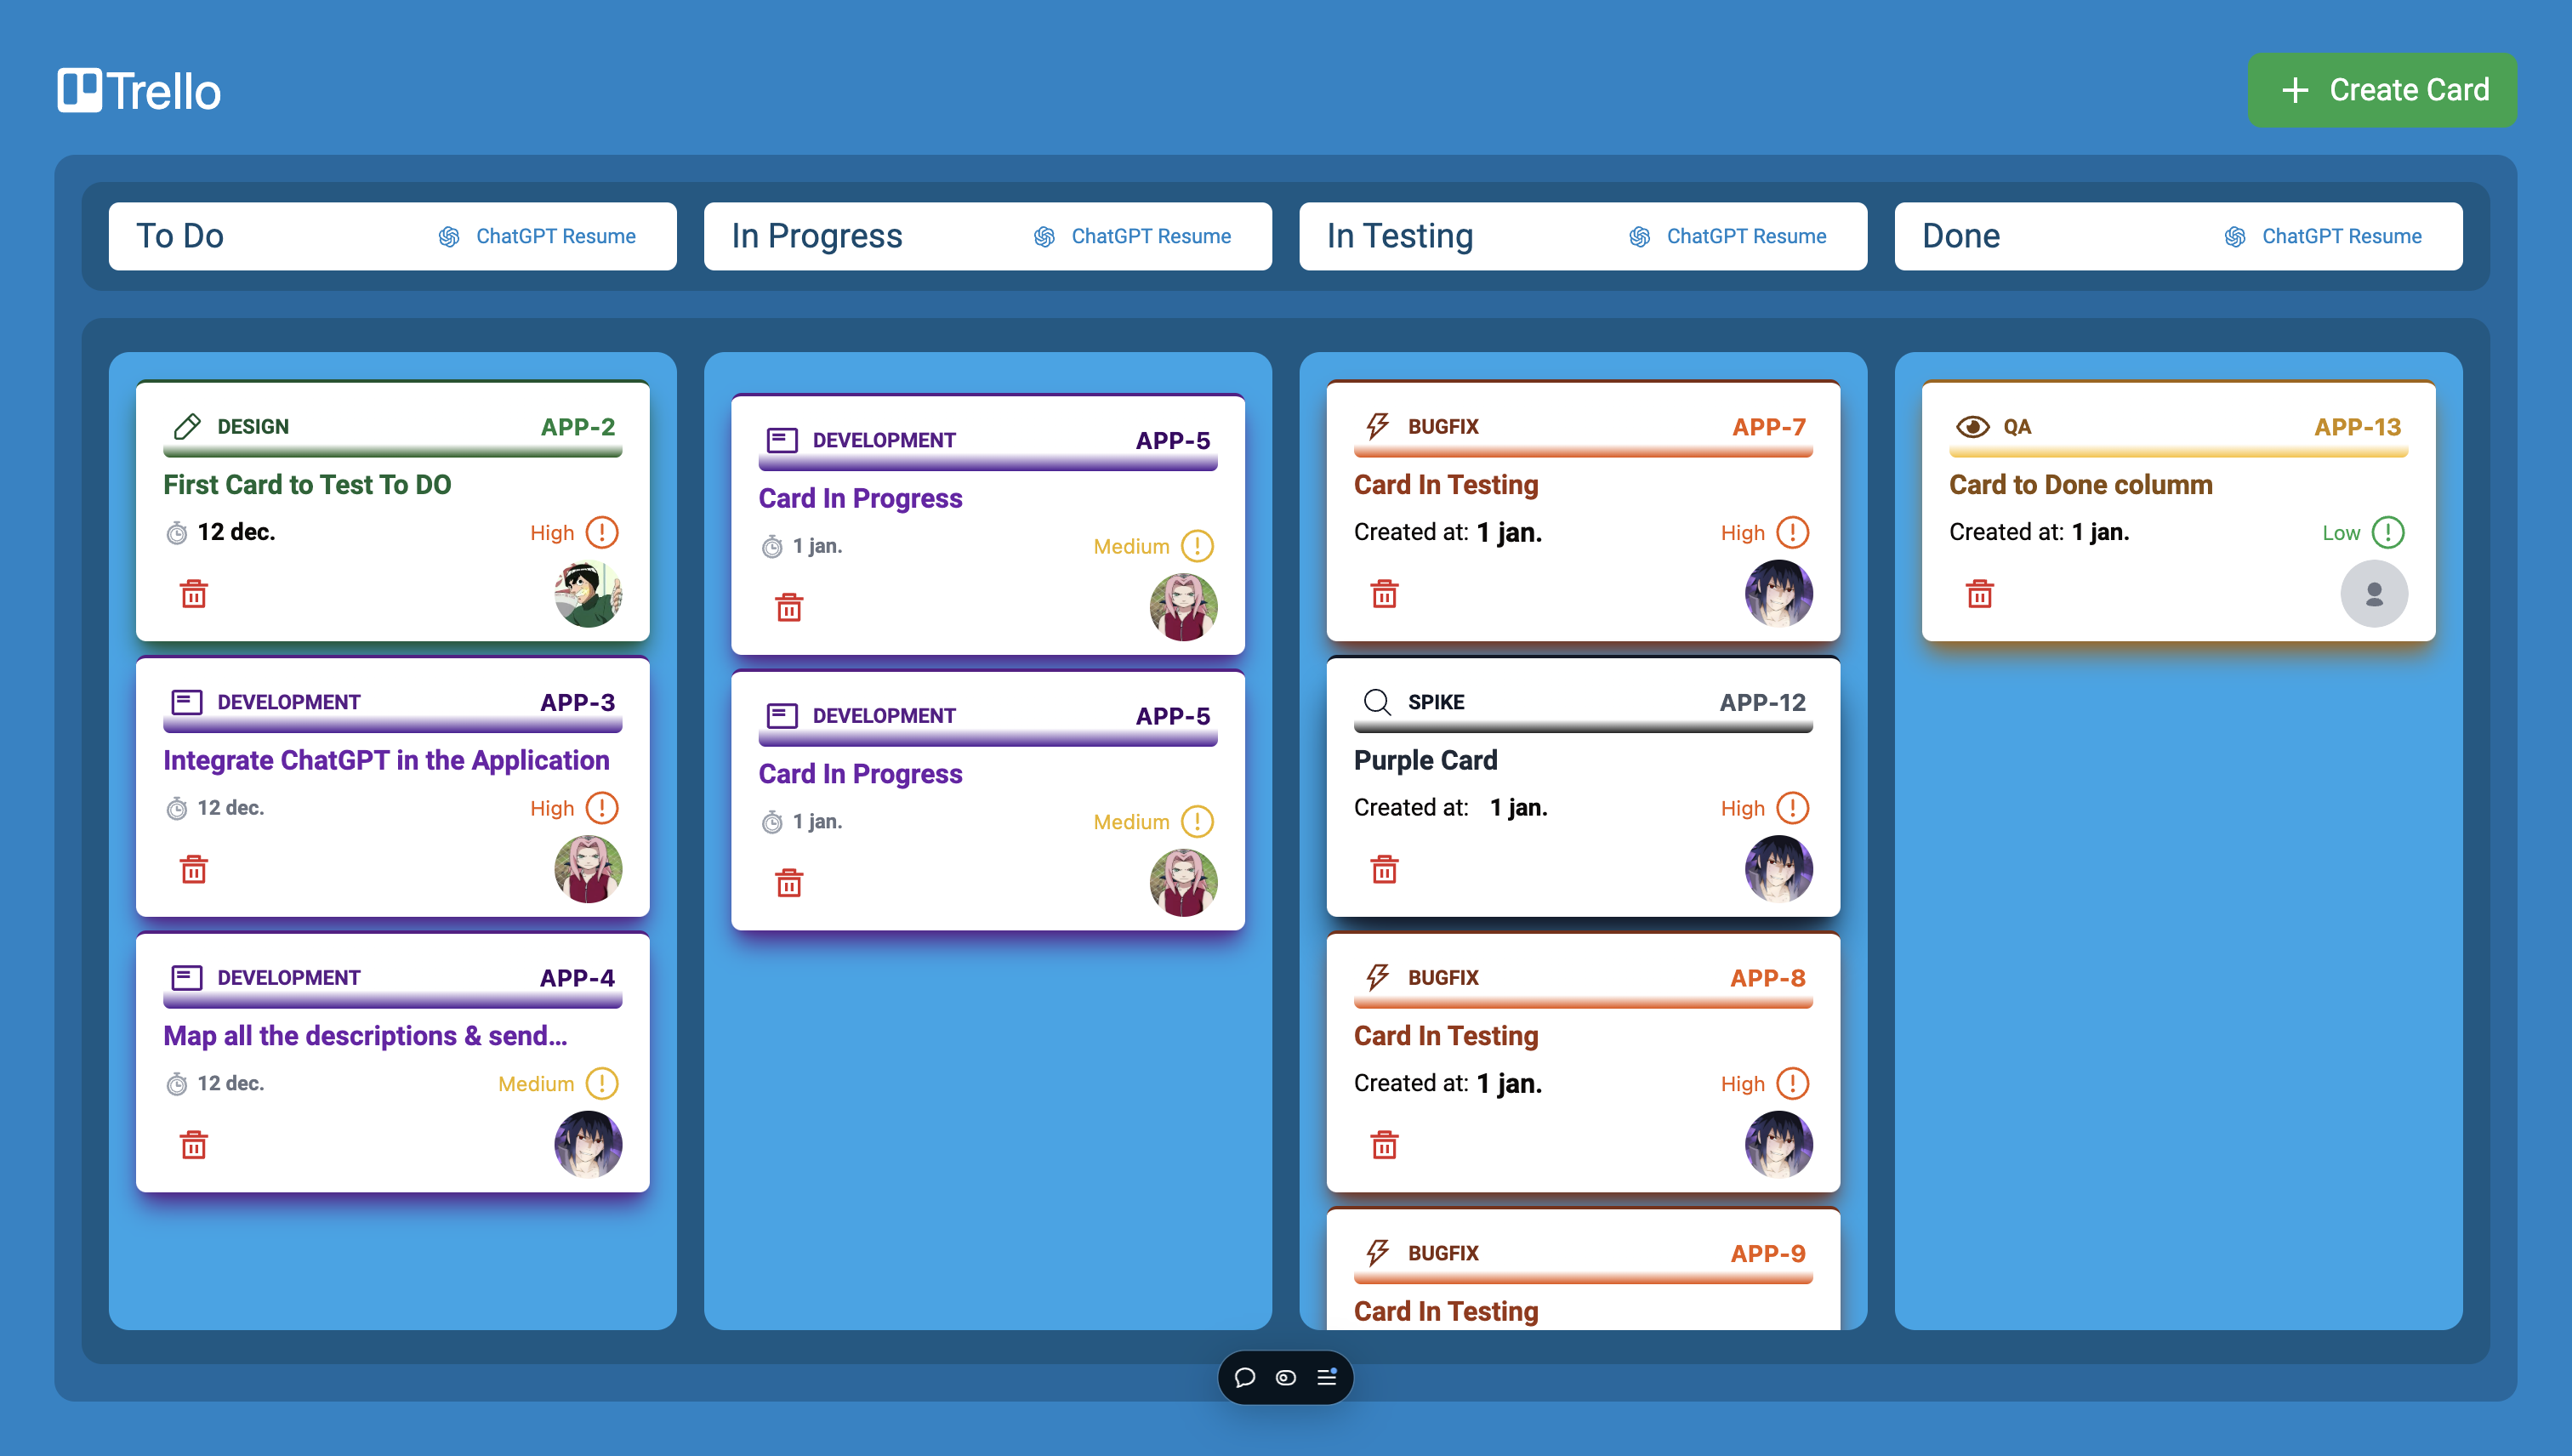 Trello
Create Card
To Do
ChatGPT Resume
In Progress
ChatGPT Resume
In Testing
ChatGPT Resume
Done
ChatGPT Resume
DESIGN APP-2
First Card to Test To DO
12 dec. High
DEVELOPMENT APP-3
Integrate ChatGPT in the Application
12 dec. High
DEVELOPMENT APP-4
Map all the descriptions & send...
12 dec. Medium
DEVELOPMENT APP-5
Card In Progress
1 jan. Medium
DEVELOPMENT APP-5
Card In Progress
1 jan. Medium
BUGFIX APP-7
Card In Testing
Created at: 1 jan. High
SPIKE APP-12
Purple Card
Created at: 1 jan. High
BUGFIX APP-8
Card In Testing
Created at: 1 jan. High
BUGFIX APP-9
Card In Testing
QA APP-13
Card to Done columm
Created at: 1 jan. Low